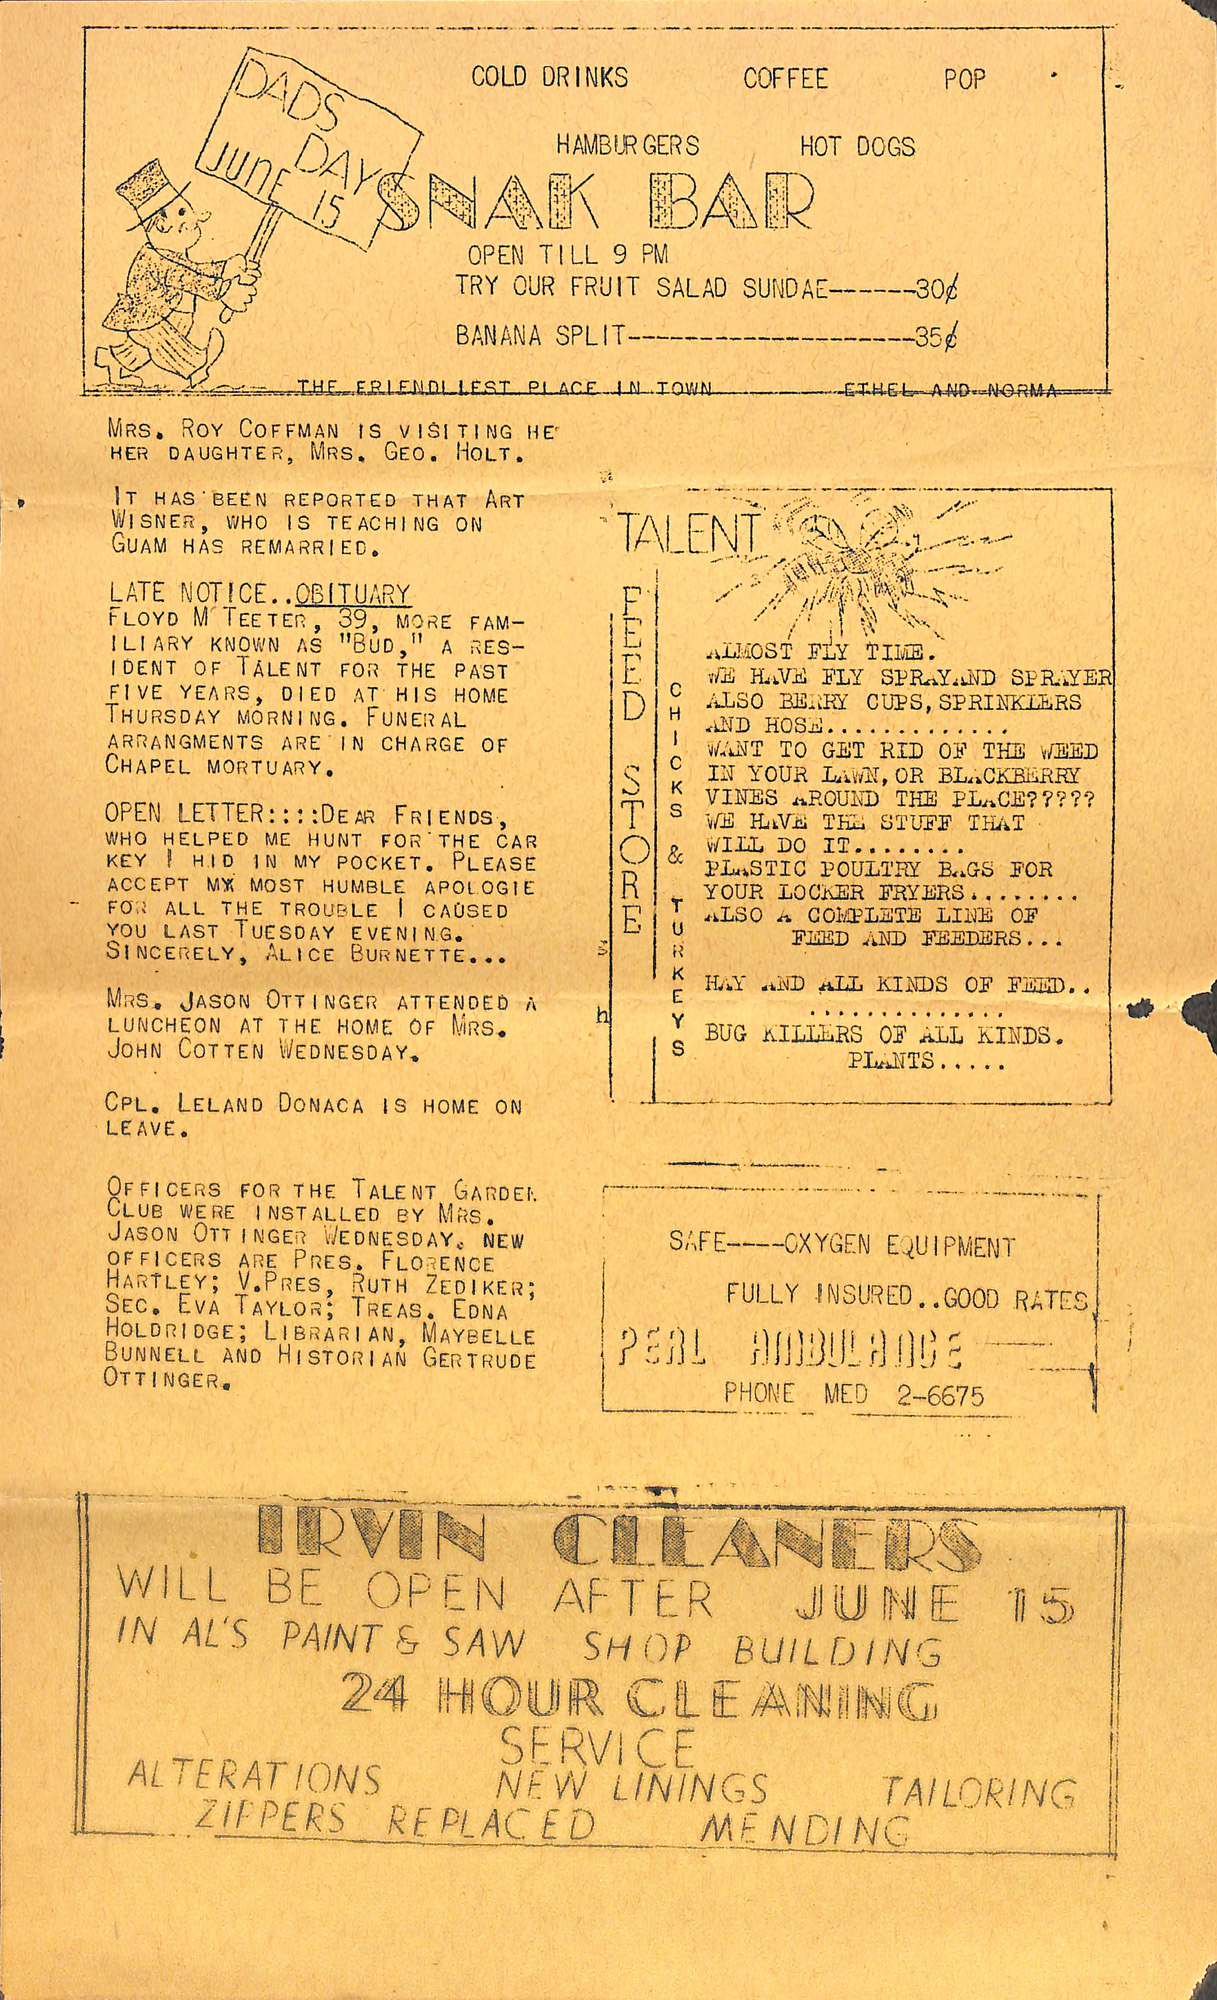 DADS
DAY
JUNE 15
COLD DRINKS COFFEE POP
HAMBURGERS HOT DOGS
SNAK BAR
OPEN TILL 9 PM
TRY OUR FRUIT SALAD SUNDAE------30¢
BANANA SPLIT--------------------35¢
THE FRIENDLIEST PLACE IN TOWN ETHEL AND NORMA
MRS. ROY COFFMAN IS VISITING HE
HER DAUGHTER, MRS. GEO. HOLT.
IT HAS BEEN REPORTED THAT ART
WISNER, WHO IS TEACHING ON
GUAM HAS REMARRIED.
LATE NOTICE..OBITUARY
FLOYD M TEETER, 39, MORE FAM-
ILIARY KNOWN AS "BUD," A RES-
IDENT OF TALENT FOR THE PAST
FIVE YEARS, DIED AT HIS HOME
THURSDAY MORNING. FUNERAL
ARRANGMENTS ARE IN CHARGE OF
CHAPEL MORTUARY.
OPEN LETTER::::DEAR FRIENDS,
WHO HELPED ME HUNT FOR THE CAR
KEY I HID IN MY POCKET. PLEASE
ACCEPT MY MOST HUMBLE APOLOGIE
FOR ALL THE TROUBLE I CAUSED
YOU LAST TUESDAY EVENING.
SINCERELY, ALICE BURNETTE...
MRS. JASON OTTINGER ATTENDED A
LUNCHEON AT THE HOME OF MRS.
JOHN COTTEN WEDNESDAY.
CPL. LELAND DONACA IS HOME ON
LEAVE.
OFFICERS FOR THE TALENT GARDEN
CLUB WERE INSTALLED BY MRS.
JASON OTTINGER WEDNESDAY. NEW
OFFICERS ARE PRES. FLORENCE
HARTLEY; V.PRES, RUTH ZEDIKER;
SEC. EVA TAYLOR; TREAS. EDNA
HOLDRIDGE; LIBRARIAN, MAYBELLE
BUNNELL AND HISTORIAN GERTRUDE
OTTINGER.
TALENT
FEED STORE
CHICKS & TURKEYS
s
h
ALMOST FLY TIME.
WE HAVE FLY SPRAYAND SPRAYER
ALSO BERRY CUPS, SPRINKLERS
AND HOSE.............
WANT TO GET RID OF THE WEED
IN YOUR LAWN, OR BLACKBERRY
VINES AROUND THE PLACE?????
WE HAVE THE STUFF THAT
WILL DO IT........
PLASTIC POULTRY BAGS FOR
YOUR LOCKER FRYERS........
ALSO A COMPLETE LINE OF
FEED AND FEEDERS...
HAY AND ALL KINDS OF FEED..
..............
BUG KILLERS OF ALL KINDS.
PLANTS.....
SAFE----OXYGEN EQUIPMENT
FULLY INSURED..GOOD RATES
PERL AMBULANCE
PHONE MED 2-6675
IRVIN CLEANERS
WILL BE OPEN AFTER JUNE 15
IN AL'S PAINT & SAW SHOP BUILDING
24 HOUR CLEANING
SERVICE
ALTERATIONS NEW LININGS TAILORING
ZIPPERS REPLACED MENDING